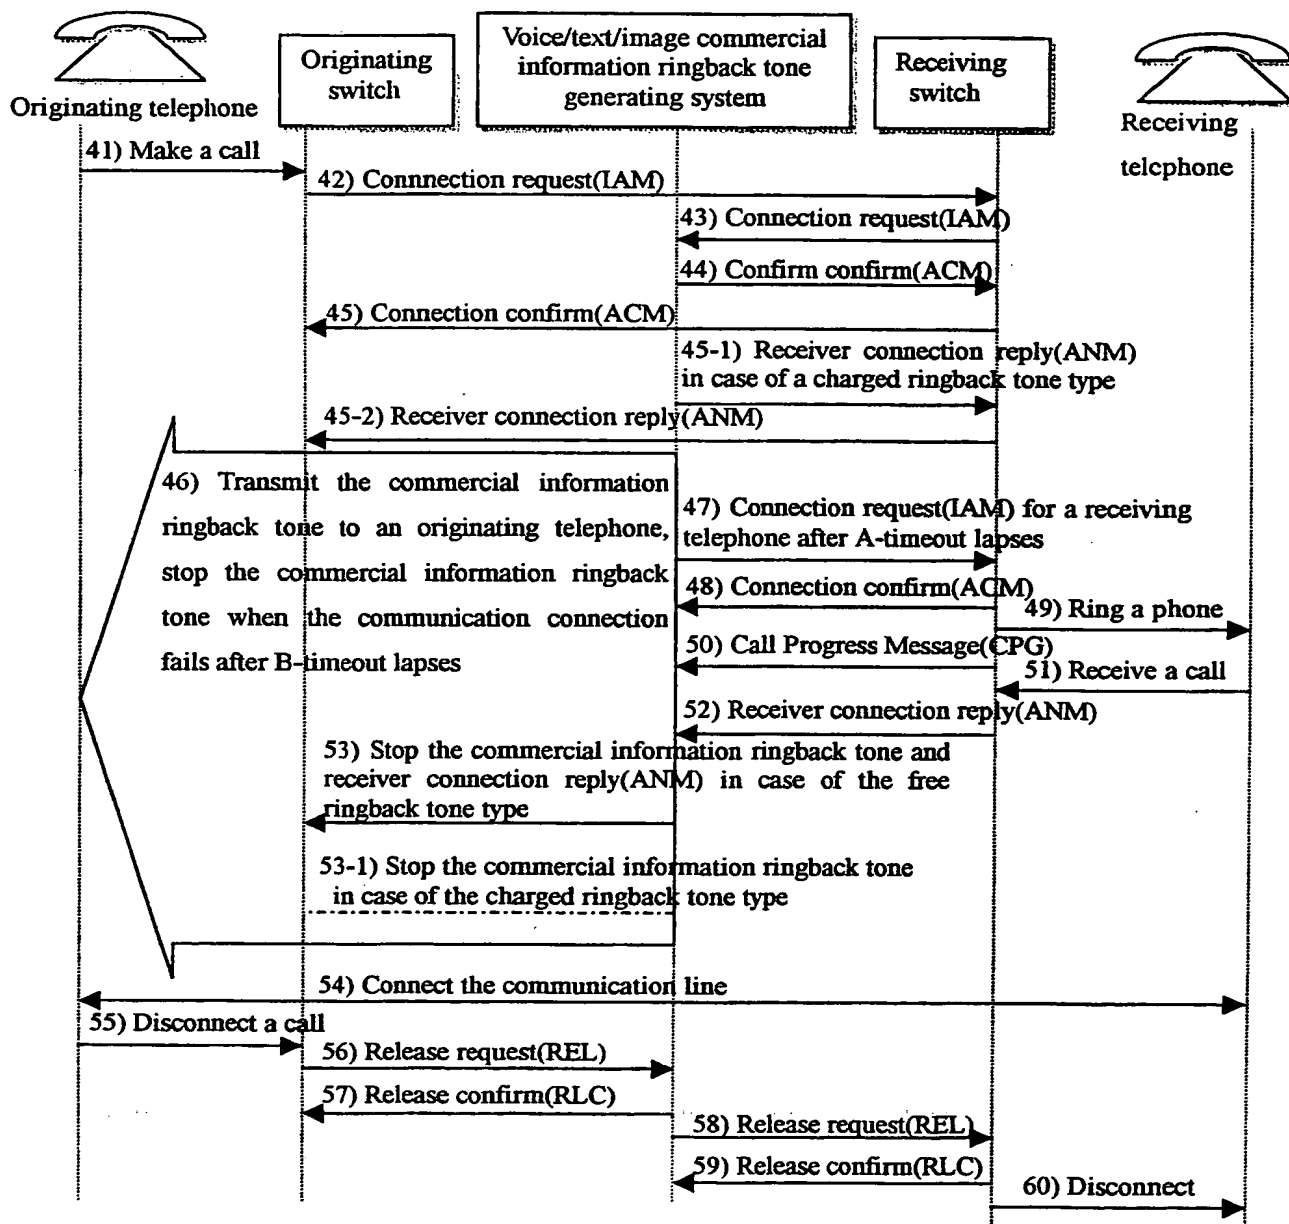 Originating telephone
Originating
switch
Voice/text/image commercial
information ringback tone
generating system
Receiving
switch
Receiving
telcphone
41) Make a call
42) Connnection request(IAM)
43) Connection request(IAM)
44) Confirm confirm(ACM)
45) Connection confirm(ACM)
45-1) Receiver connection reply(ANM)
in case of a charged ringback tone type
45-2) Receiver connection reply(ANM)
46) Transmit the commercial information
ringback tone to an originating telephone,
stop the commercial information ringback
tone when the communication connection
fails after B-timeout lapses
47) Connection request(IAM) for a receiving
telephone after A-timeout lapses
48) Connection confirm(ACM)
49) Ring a phone
50) Call Progress Message(CPG)
51) Receive a call
52) Receiver connection reply(ANM)
53) Stop the commercial information ringback tone and
receiver connection reply(ANM) in case of the free
ringback tone type
53-1) Stop the commercial information ringback tone
in case of the charged ringback tone type
54) Connect the communication line
55) Disconnect a call
56) Release request(REL)
57) Release confirm(RLC)
58) Release request(REL)
59) Release confirm(RLC)
60) Disconnect